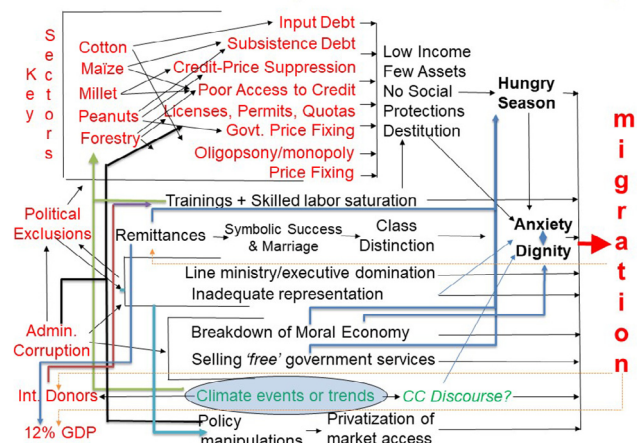 Key
Sectors
Cotton
Maïze
Millet
Peanuts
Forestry
Input Debt
Subsistence Debt
Credit-Price Suppression
Poor Access to Credit
Licenses, Permits, Quotas
Govt. Price Fixing
Oligopsony/monopoly
Price Fixing
Low Income
Few Assets
No Social
Protections
Destitution
Hungry
Season
migration
Trainings + Skilled labor saturation
Political
Exclusions
Remittances
Symbolic Success
& Marriage
Class
Distinction
Anxiety
Dignity
Line ministry/executive domination
Inadequate representation
Admin.
Corruption
Breakdown of Moral Economy
Selling ‘free’ government services
Int. Donors
Climate events or trends
CC Discourse?
12% GDP
Policy
manipulations
Privatization of
market access